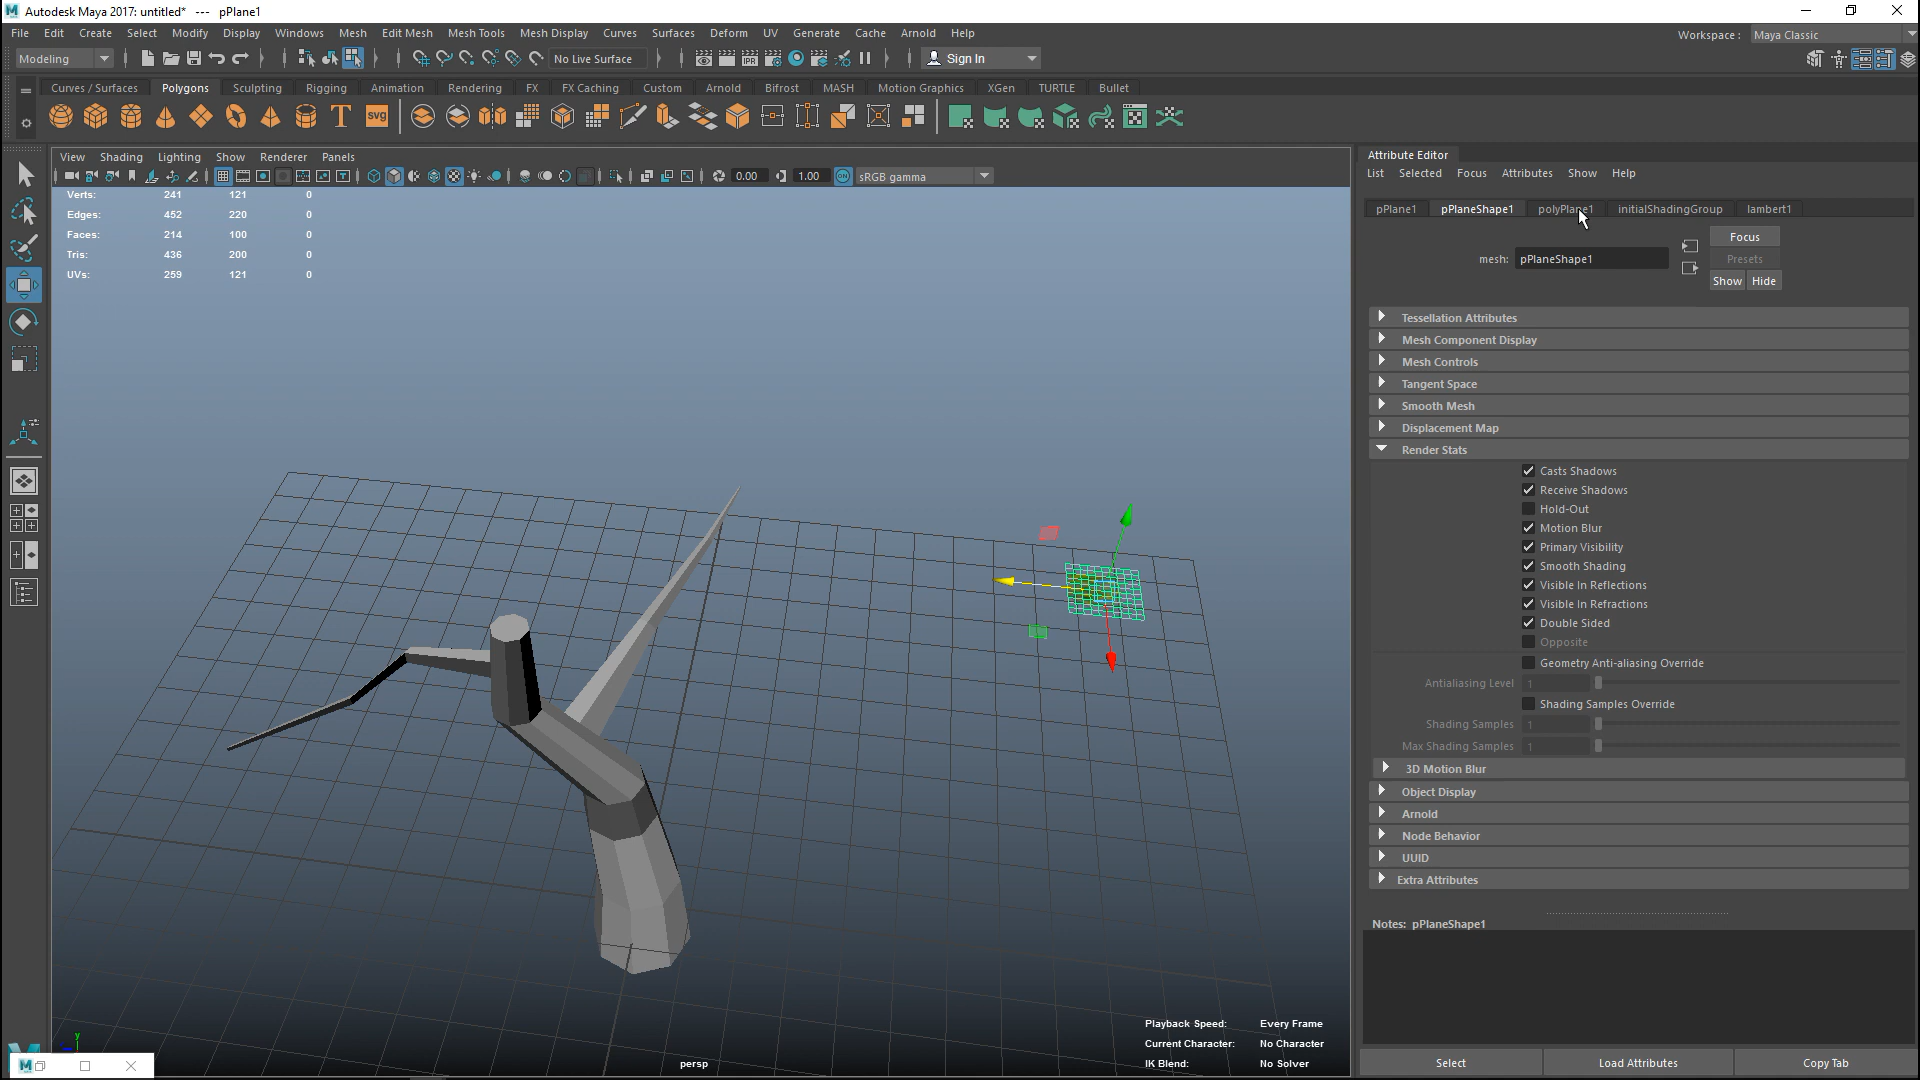 Autodesk Maya 2017: untitled* --- pPlane1
File Edit Create Select Modify Display Windows Mesh Edit Mesh Mesh Tools Mesh Display Curves Surfaces Deform UV Generate Cache Arnold Help
Workspace : Maya Classic
Modeling No Live Surface Sign In
Curves / Surfaces Polygons Sculpting Rigging Animation Rendering FX FX Caching Custom Arnold Bifrost MASH Motion Graphics XGen TURTLE Bullet
T svg
View Shading Lighting Show Renderer Panels
0.00 1.00 ON sRGB gamma
Verts: 241 121 0
Edges: 452 220 0
Faces: 214 100 0
Tris: 436 200 0
UVs: 259 121 0
Playback Speed: Every Frame
Current Character: No Character
IK Blend: No Solver
persp
y
Attribute Editor
List Selected Focus Attributes Show Help
pPlane1 pPlaneShape1 polyPlane1 initialShadingGroup lambert1
mesh: pPlaneShape1
Focus
Presets
Show Hide
Tessellation Attributes
Mesh Component Display
Mesh Controls
Tangent Space
Smooth Mesh
Displacement Map
Render Stats
Casts Shadows
Receive Shadows
Hold-Out
Motion Blur
Primary Visibility
Smooth Shading
Visible In Reflections
Visible In Refractions
Double Sided
Opposite
Geometry Anti-aliasing Override
Antialiasing Level 1
Shading Samples Override
Shading Samples 1
Max Shading Samples 1
3D Motion Blur
Object Display
Arnold
Node Behavior
UUID
Extra Attributes
Notes: pPlaneShape1
Select Load Attributes Copy Tab